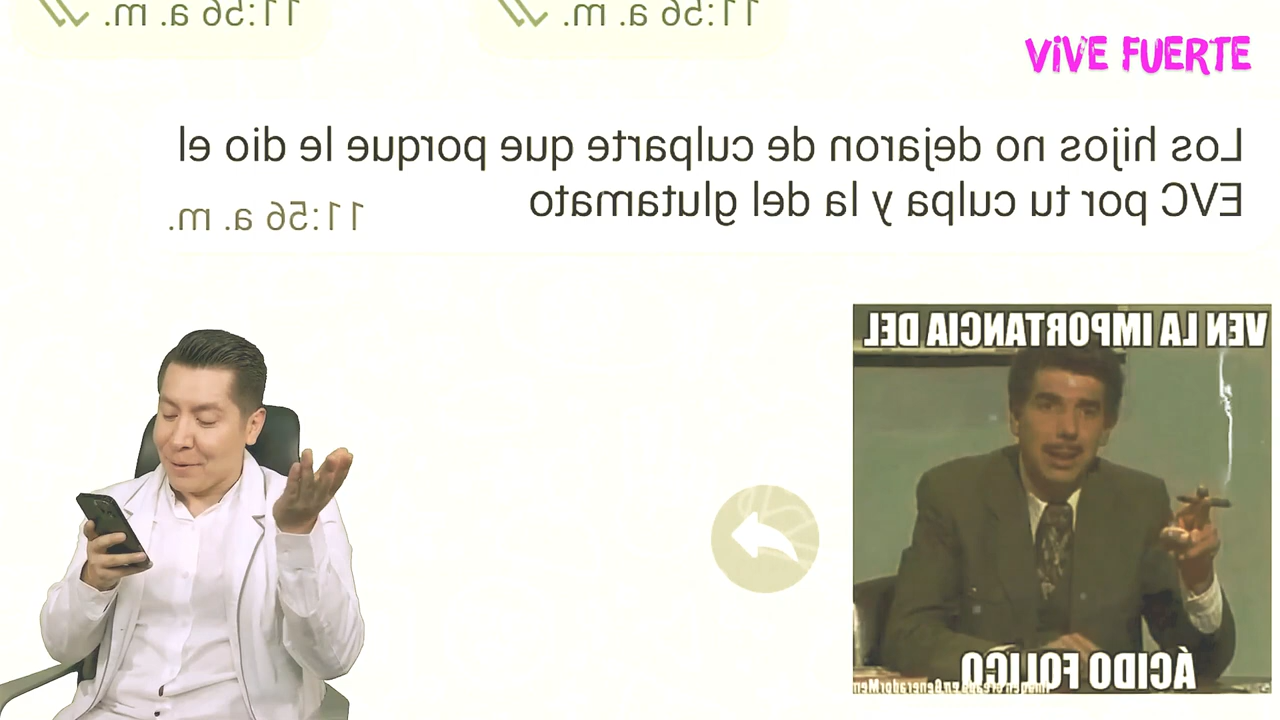 11:56 a. m.
11:56 a. m.
ViVE FUERTE
Los hijos no dejaron de culparte que porque le dio el
EVC por tu culpa y la del glutamato
11:56 a. m.
VEN LA IMPORTANCIA DEL
ÁCIDO FOLICO